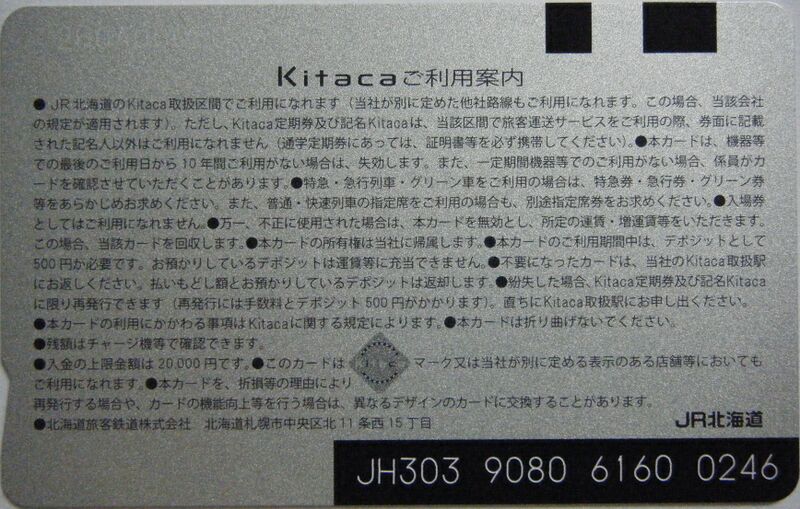 Kitacaご利用案内
●JR北海道のKitaca取扱区間でご利用になれます（当社が別に定めた他社路線もご利用になれます。この場合、当該会社
の規定が適用されます）。ただし、Kitaca定期券及び記名Kitacaは、当該区間で旅客運送サービスをご利用の際、券面に記載
された記名人以外はご利用になれません（通学定期券にあっては、証明書等を必ず携帯してください）。●本カードは、機器等
での最後のご利用日から10年間ご利用がない場合は、失効します。また、一定期間機器等でのご利用がない場合、係員がカ
ードを確認させていただくことがあります。●特急・急行列車・グリーン車をご利用の場合は、特急券・急行券・グリーン券
等をあらかじめお求めください。また、普通・快速列車の指定席をご利用の場合も、別途指定席券をお求めください。●入場券
としてはご利用になれません。●万一、不正に使用された場合は、本カードを無効とし、所定の運賃・増運賃等をいただきます。
この場合、当該カードを回収します。●本カードの所有権は当社に帰属します。●本カードのご利用期間中は、デポジットとして
500円が必要です。お預かりしているデポジットは運賃等に充当できません。●不要になったカードは、当社のKitaca取扱駅
にお返しください。払いもどし額とお預かりしているデポジットは返却します。●紛失した場合、Kitaca定期券及び記名Kitaca
に限り再発行できます（再発行には手数料とデポジット500円がかかります）。直ちにKitaca取扱駅にお申し出ください。
●本カードの利用にかかわる事項はKitacaに関する規定によります。●本カードは折り曲げないでください。
●残額はチャージ機等で確認できます。
●入金の上限金額は20,000円です。●このカードは マーク又は当社が別に定める表示のある店舗等においても
ご利用になれます。●本カードを、折損等の理由により
再発行する場合や、カードの機能向上等を行う場合は、異なるデザインのカードに交換することがあります。
●北海道旅客鉄道株式会社 北海道札幌市中央区北11条西15丁目
JR北海道
JH303 9080 6160 0246